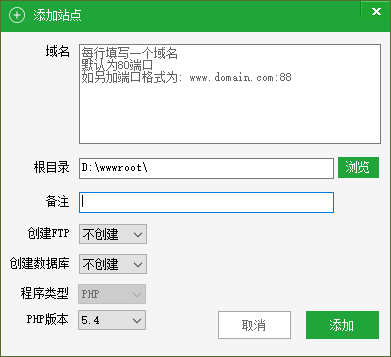 添加站点
域名
每行填写一个域名
默认为80端口
如另加端口格式为: www.domain.com:88
根目录 D:\wwwroot\ 浏览
备注
创建FTP 不创建
创建数据库 不创建
程序类型 PHP
PHP版本 5.4
取消 添加